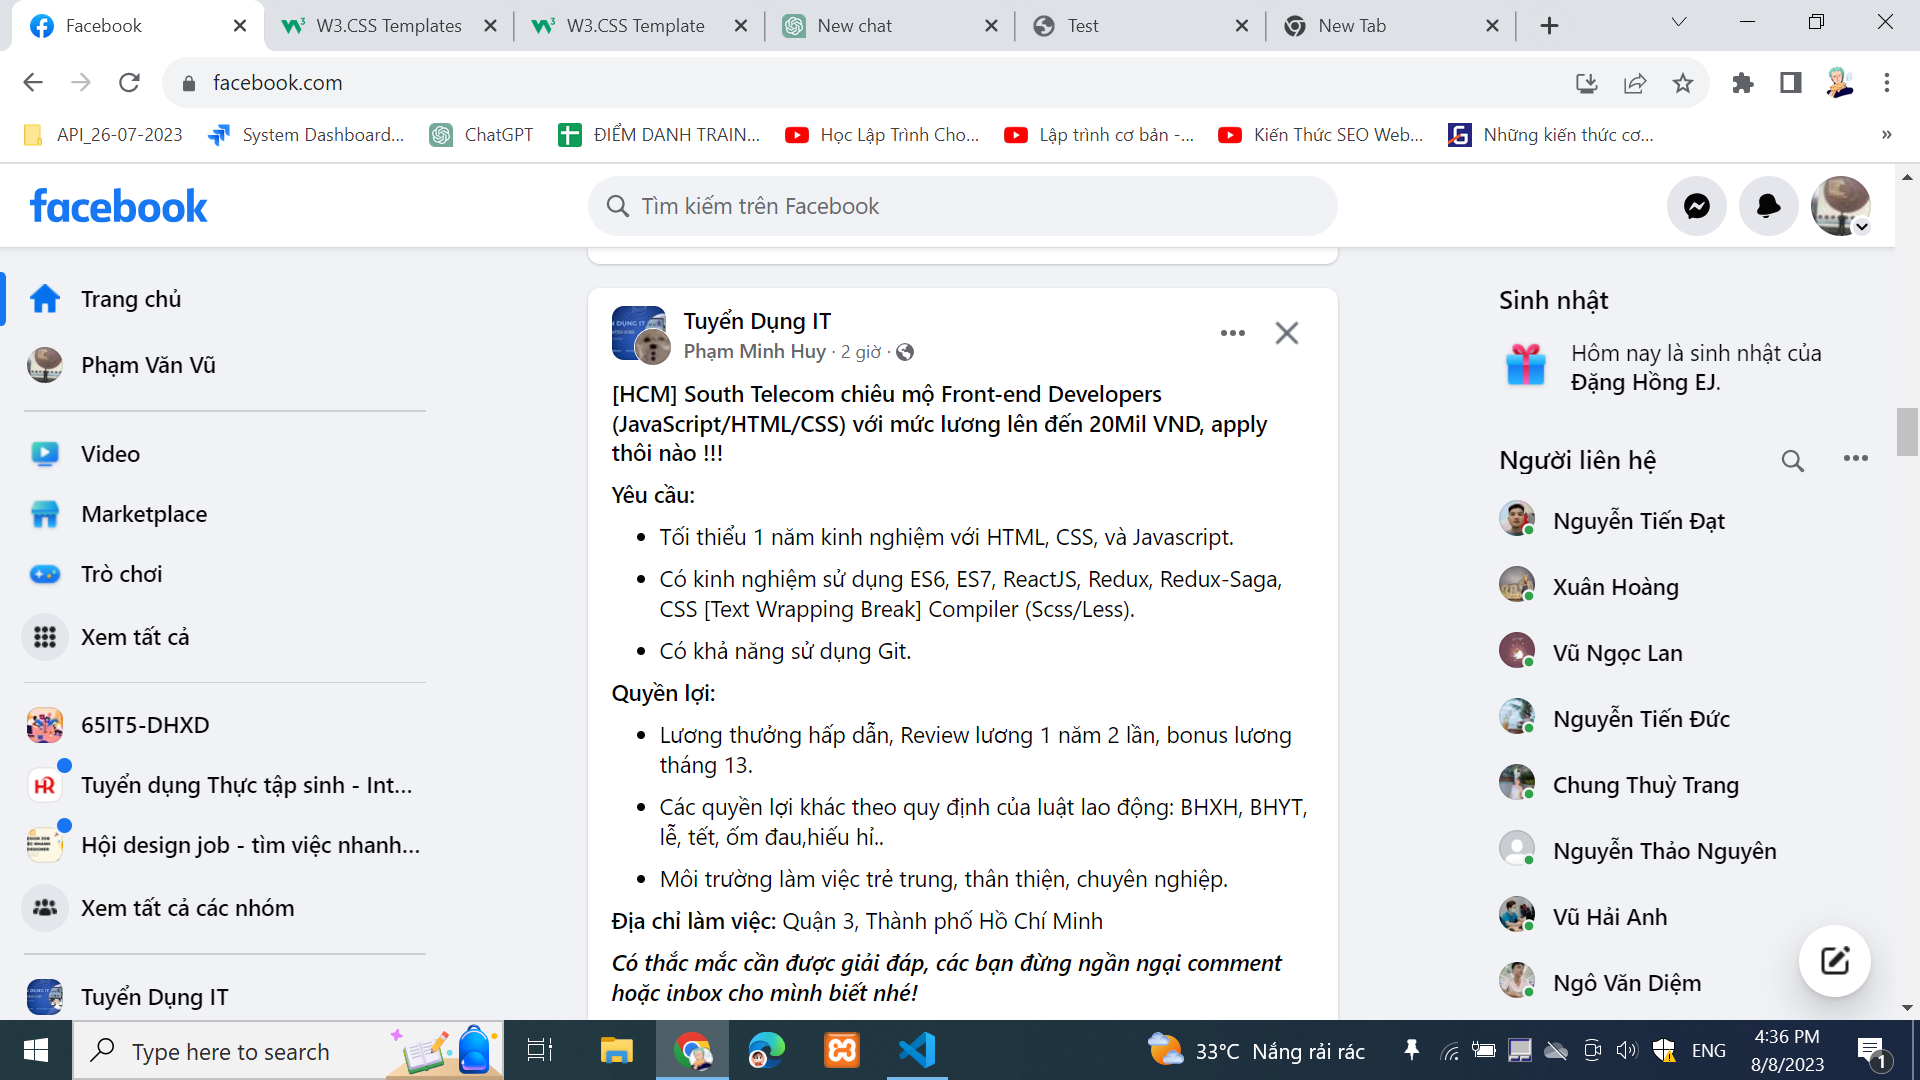 Facebook
W3.CSS Templates
W3.CSS Template
New chat
Test
New Tab
facebook.com
API_26-07-2023
System Dashboard...
ChatGPT
ĐIỂM DANH TRAIN...
Học Lập Trình Cho...
Lập trình cơ bản -...
Kiến Thức SEO Web...
Những kiến thức cơ...
»
facebook
Tìm kiếm trên Facebook
Trang chủ
Phạm Văn Vũ
Video
Marketplace
Trò chơi
Xem tất cả
65IT5-DHXD
Tuyển dụng Thực tập sinh - Int...
Hội design job - tìm việc nhanh...
Xem tất cả các nhóm
Tuyển Dụng IT
Tuyển Dụng IT
Phạm Minh Huy · 2 giờ ·
[HCM] South Telecom chiêu mộ Front-end Developers
(JavaScript/HTML/CSS) với mức lương lên đến 20Mil VND, apply
thôi nào !!!
Yêu cầu:
• Tối thiểu 1 năm kinh nghiệm với HTML, CSS, và Javascript.
• Có kinh nghiệm sử dụng ES6, ES7, ReactJS, Redux, Redux-Saga,
CSS [Text Wrapping Break] Compiler (Scss/Less).
• Có khả năng sử dụng Git.
Quyền lợi:
• Lương thưởng hấp dẫn, Review lương 1 năm 2 lần, bonus lương
tháng 13.
• Các quyền lợi khác theo quy định của luật lao động: BHXH, BHYT,
lễ, tết, ốm đau,hiếu hỉ..
• Môi trường làm việc trẻ trung, thân thiện, chuyên nghiệp.
Địa chỉ làm việc: Quận 3, Thành phố Hồ Chí Minh
Có thắc mắc cần được giải đáp, các bạn đừng ngần ngại comment
hoặc inbox cho mình biết nhé!
Sinh nhật
Hôm nay là sinh nhật của
Đặng Hồng EJ.
Người liên hệ
Nguyễn Tiến Đạt
Xuân Hoàng
Vũ Ngọc Lan
Nguyễn Tiến Đức
Chung Thuỳ Trang
Nguyễn Thảo Nguyên
Vũ Hải Anh
Ngô Văn Diệm
Type here to search
33°C Nắng rải rác
ENG
4:36 PM
8/8/2023
1